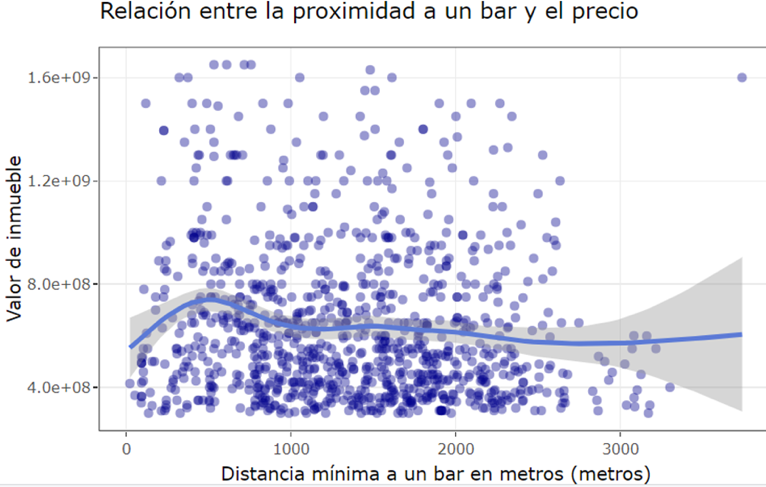 Relación entre la proximidad a un bar y el precio
1.6e+09
1.2e+09
8.0e+08
4.0e+08
Valor de inmueble
0 1000 2000 3000
Distancia mínima a un bar en metros (metros)